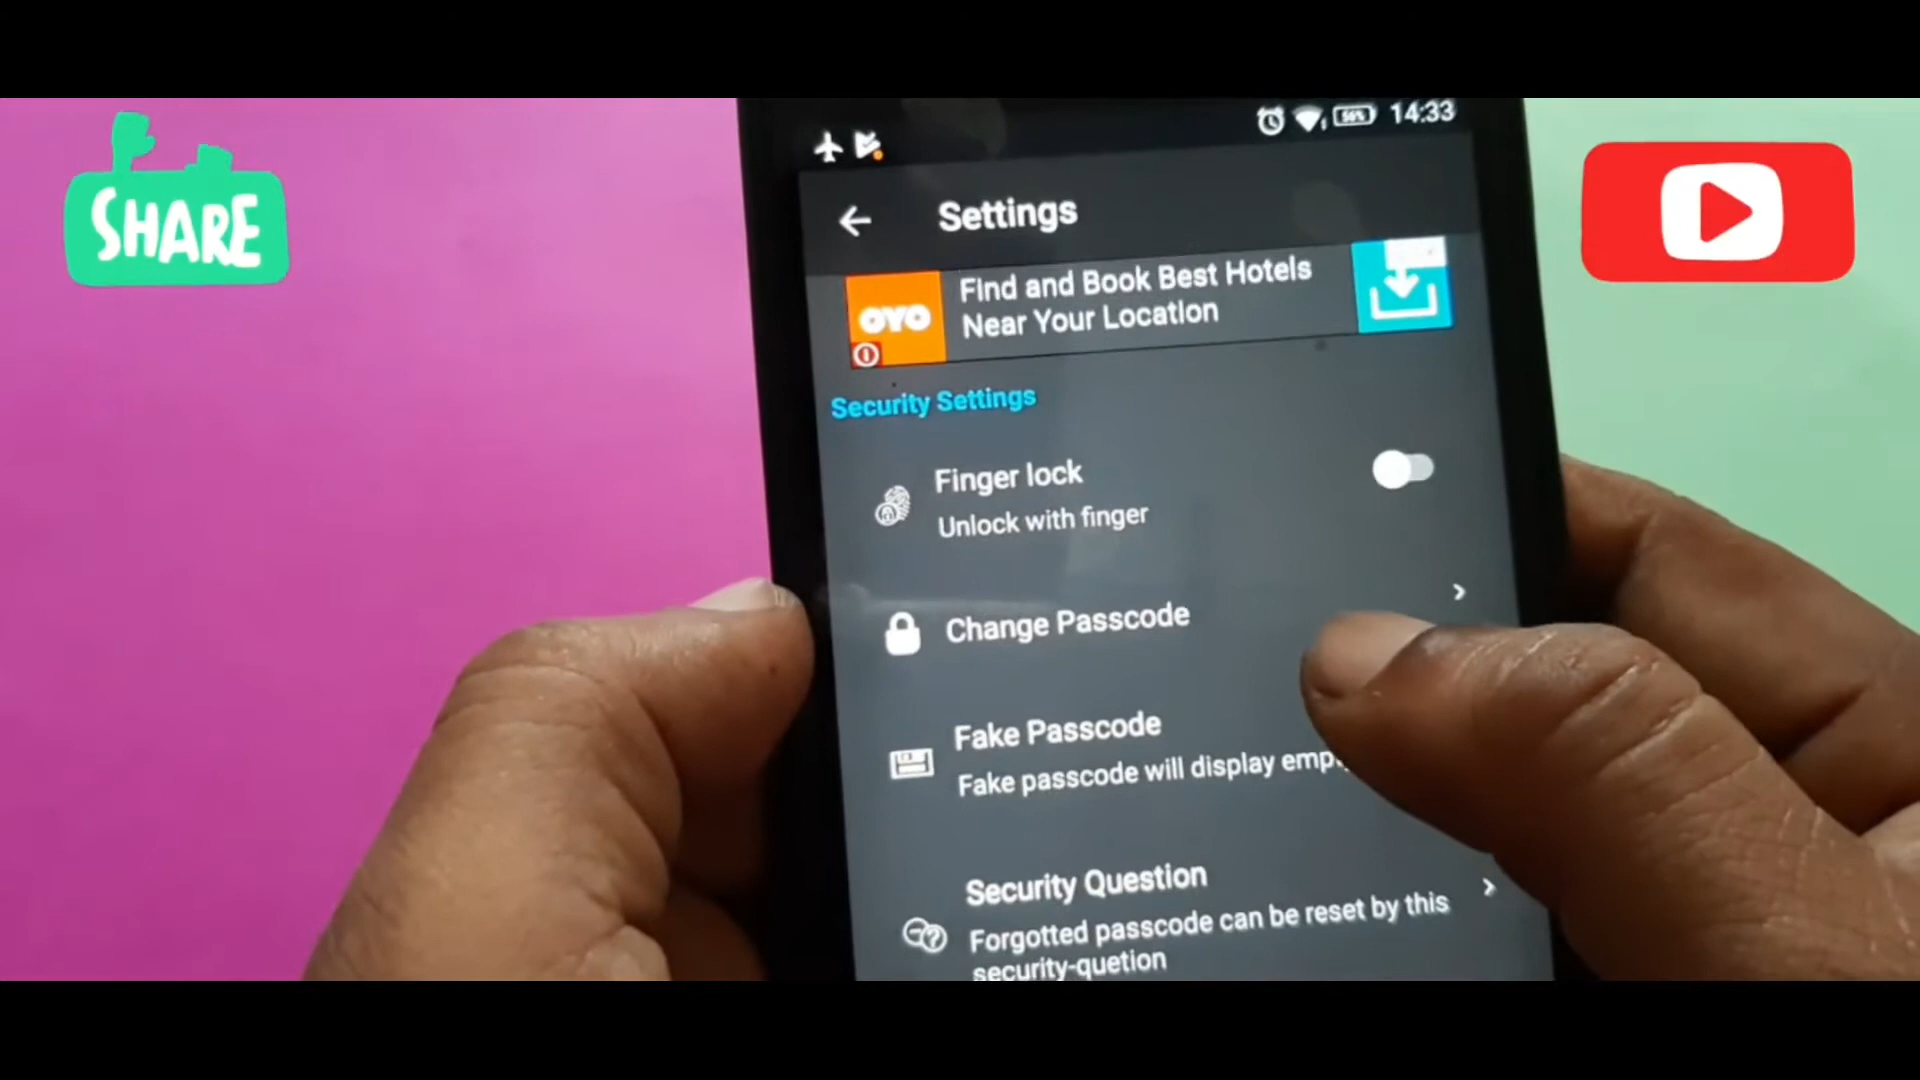 SHARE
56%
14:33
Settings
OYO
Find and Book Best Hotels
Near Your Location
Security Settings
Finger lock
Unlock with finger
Change Passcode
Fake Passcode
Fake passcode will display
Security Question
Forgotted passcode can be reset by this
security-quetion